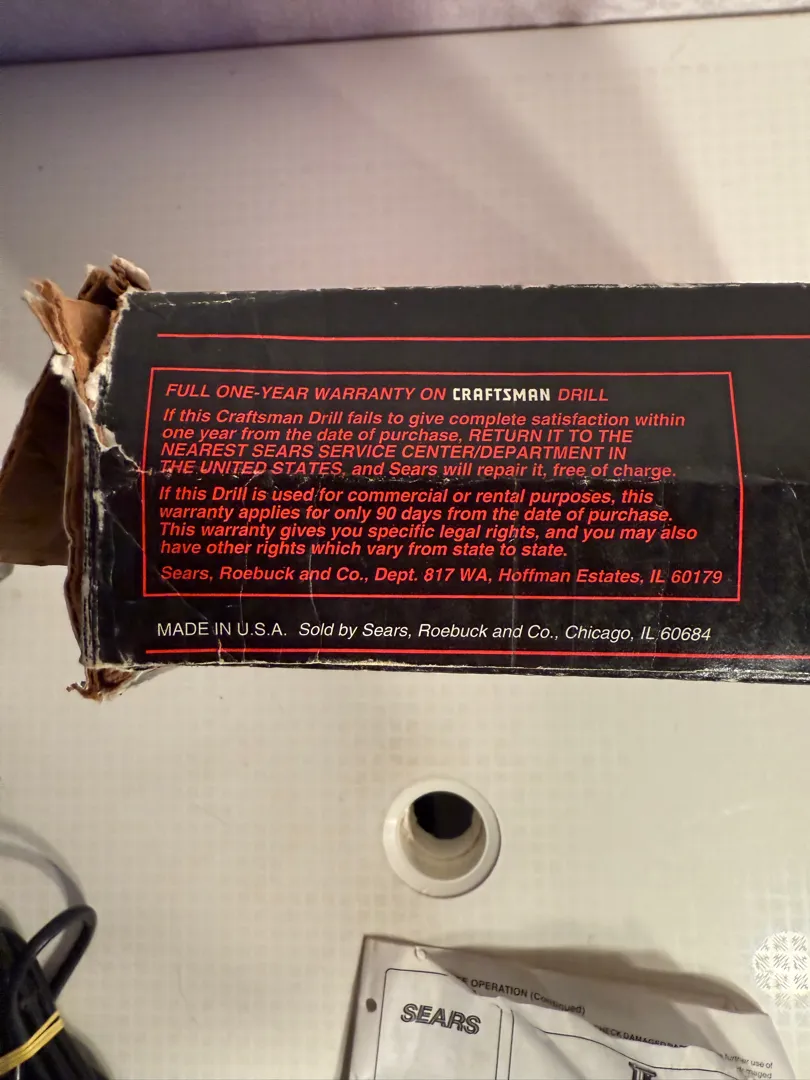 FULL ONE-YEAR WARRANTY ON CRAFTSMAN DRILL
If this Craftsman Drill fails to give complete satisfaction within
one year from the date of purchase, RETURN IT TO THE
NEAREST SEARS SERVICE CENTER/DEPARTMENT IN
THE UNITED STATES, and Sears will repair it, free of charge.
If this Drill is used for commercial or rental purposes, this
warranty applies for only 90 days from the date of purchase.
This warranty gives you specific legal rights, and you may also
have other rights which vary from state to state.
Sears, Roebuck and Co., Dept. 817 WA, Hoffman Estates, IL 60179
MADE IN U.S.A. Sold by Sears, Roebuck and Co., Chicago, IL 60684
OPERATION (Continued)
SEARS
CHECK DAMAGED
further use of